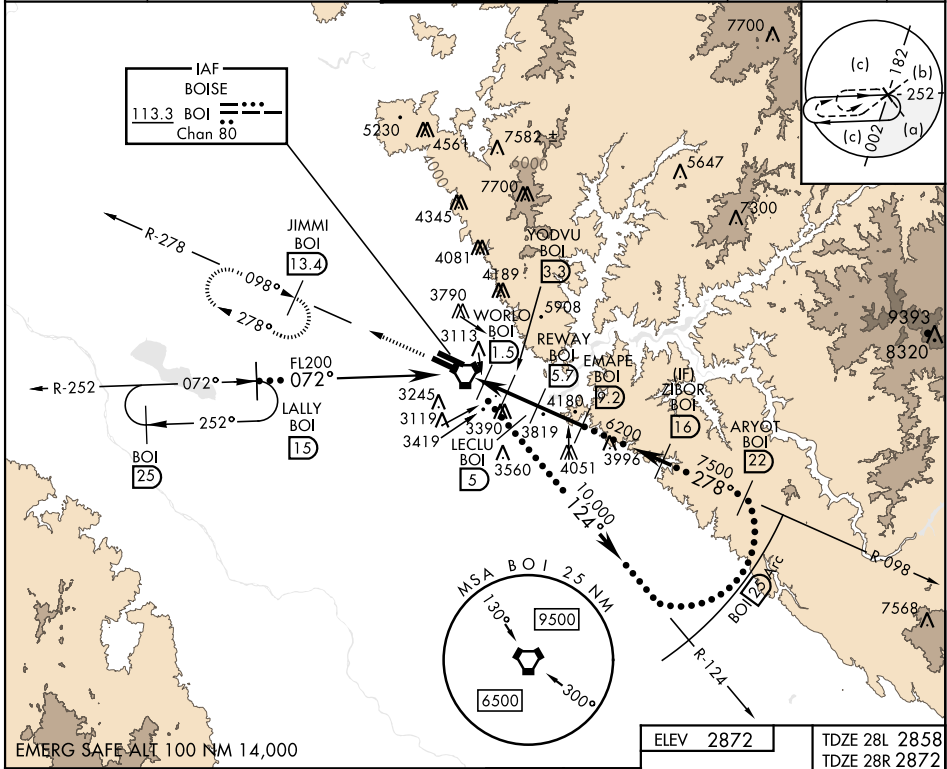 IAF
BOISE
113.3 BOI
Chan 80
7700
(c)
182
(b)
252
(a)
002
(c)
5230
4561
7582 ±
6000
7700
5647
7300
4345
4081
4189
YODVU
BOI
3.3
5908
R-278
JIMMI
BOI
13.4
098°
278°
3790
3113
WORLO
BOI
1.5
REWAY
BOI
5.7
EMAPE
BOI
9.2
9393
8320
R-252
072°
FL200
072°
252°
LALLY
BOI
15
BOI
25
3245
3119
3419
3390
LECLU
BOI
5
3560
3819
4180
4051
6200
3996
(IF)
ZIBOR
BOI
16
ARYOT
BOI
22
7500
278°
10,000
124°
R-098
BOI 25 Arc
7568
R-124
MSA BOI 25 NM
130°
9500
6500
300°
EMERG SAFE ALT 100 NM 14,000
ELEV 2872
TDZE 28L 2858
TDZE 28R 2872